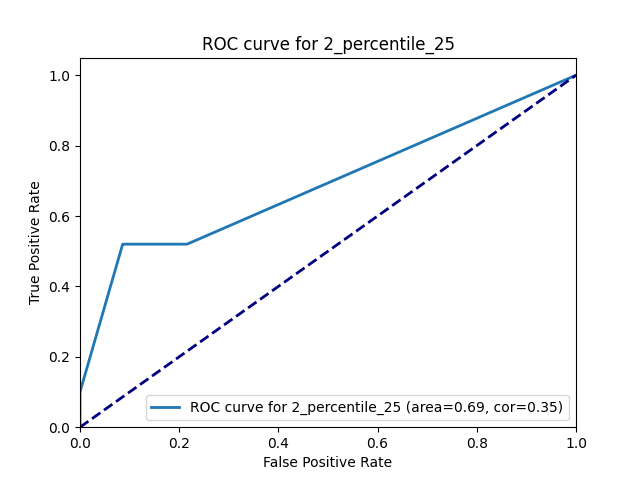 ROC curve for 2_percentile_25
1.0
0.8
0.6
0.4
0.2
0.0
True Positive Rate
ROC curve for 2_percentile_25 (area=0.69, cor=0.35)
0.0 0.2 0.4 0.6 0.8 1.0
False Positive Rate